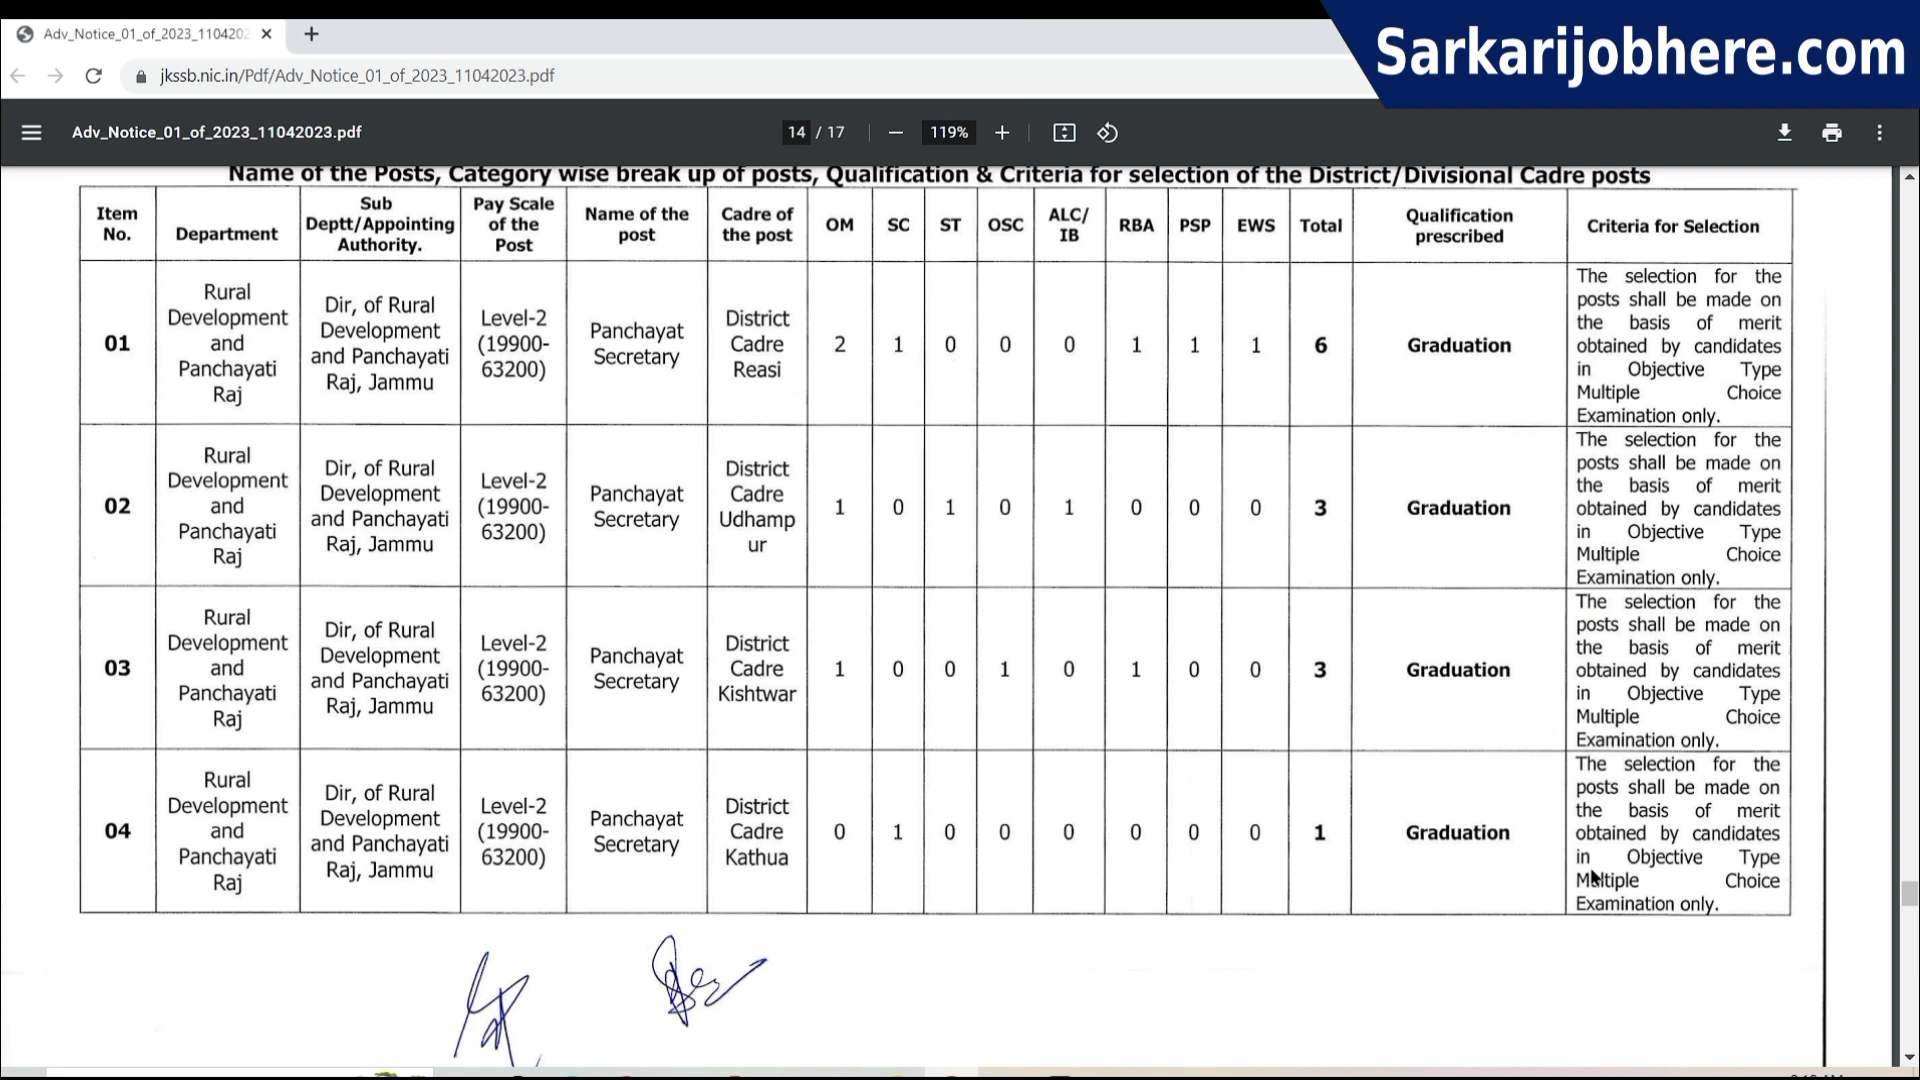 Adv_Notice_01_of_2023_110420
Sarkarijobhere.com
jkssb.nic.in/Pdf/Adv_Notice_01_of_2023_11042023.pdf
Adv_Notice_01_of_2023_11042023.pdf
14 / 17
119%
Name of the Posts, Category wise break up of posts, Qualification & Criteria for selection of the District/Divisional Cadre posts
Item
No.
Department
Sub
Deptt/Appointing
Authority.
Pay Scale
of the
Post
Name of the
post
Cadre of
the post
OM
SC
ST
OSC
ALC/
IB
RBA
PSP
EWS
Total
Qualification
prescribed
Criteria for Selection
01
Rural
Development
and
Panchayati
Raj
Dir, of Rural
Development
and Panchayati
Raj, Jammu
Level-2
(19900-
63200)
Panchayat
Secretary
District
Cadre
Reasi
2
1
0
0
0
1
1
1
6
Graduation
The selection for the
posts shall be made on
the basis of merit
obtained by candidates
in Objective Type
Multiple Choice
Examination only.
02
Rural
Development
and
Panchayati
Raj
Dir, of Rural
Development
and Panchayati
Raj, Jammu
Level-2
(19900-
63200)
Panchayat
Secretary
District
Cadre
Udhamp
ur
1
0
1
0
1
0
0
0
3
Graduation
The selection for the
posts shall be made on
the basis of merit
obtained by candidates
in Objective Type
Multiple Choice
Examination only.
03
Rural
Development
and
Panchayati
Raj
Dir, of Rural
Development
and Panchayati
Raj, Jammu
Level-2
(19900-
63200)
Panchayat
Secretary
District
Cadre
Kishtwar
1
0
0
1
0
1
0
0
3
Graduation
The selection for the
posts shall be made on
the basis of merit
obtained by candidates
in Objective Type
Multiple Choice
Examination only.
04
Rural
Development
and
Panchayati
Raj
Dir, of Rural
Development
and Panchayati
Raj, Jammu
Level-2
(19900-
63200)
Panchayat
Secretary
District
Cadre
Kathua
0
1
0
0
0
0
0
0
1
Graduation
The selection for the
posts shall be made on
the basis of merit
obtained by candidates
in Objective Type
Multiple Choice
Examination only.